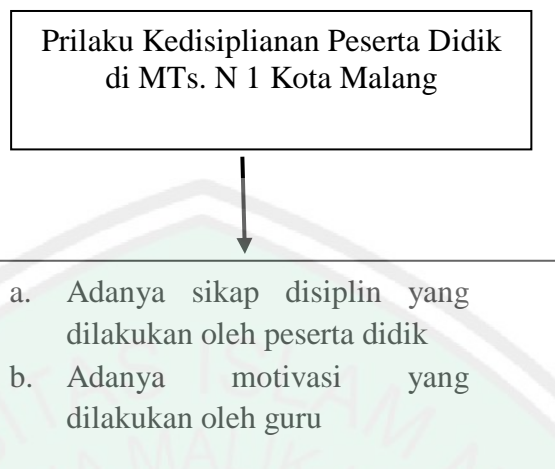 Prilaku Kedisiplianan Peserta Didik
di MTs. N 1 Kota Malang
a. Adanya sikap disiplin yang
dilakukan oleh peserta didik
b. Adanya motivasi yang
dilakukan oleh guru